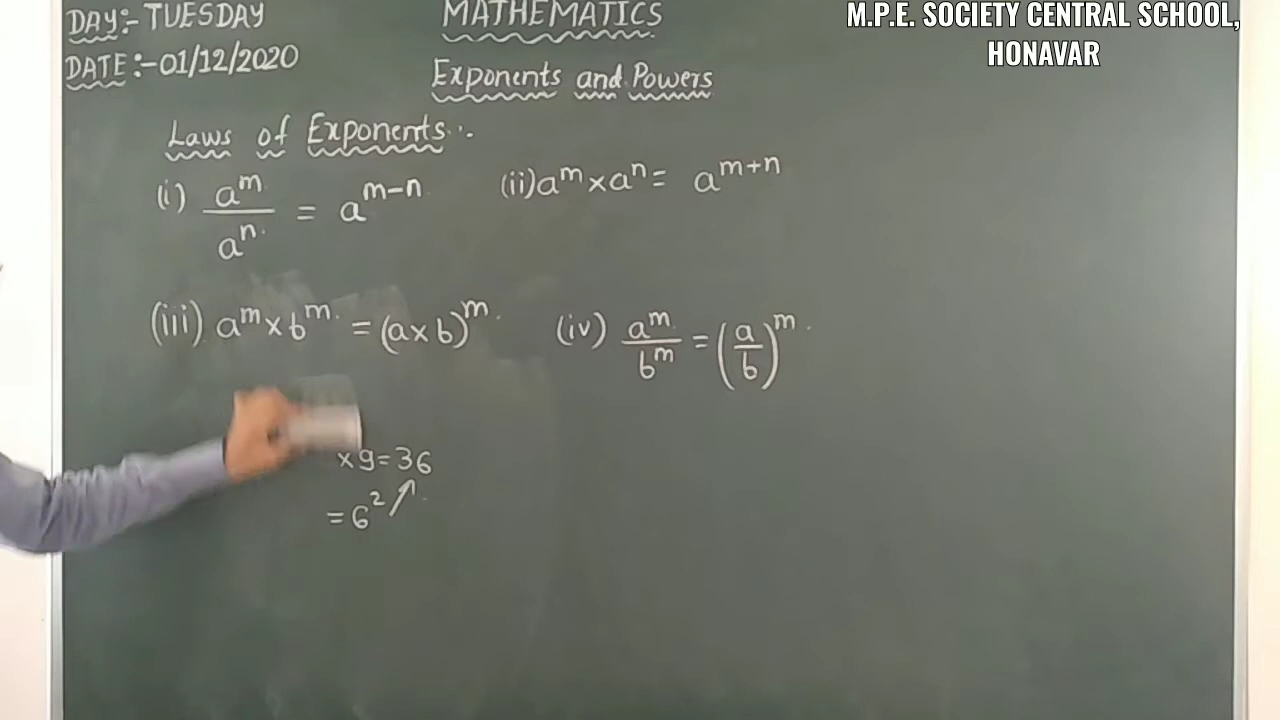 DAY:- TUESDAY
DATE:-01/12/2020
MATHEMATICS
Exponents and Powers
M.P.E. SOCIETY CENTRAL SCHOOL,
HONAVAR
Laws of Exponents:.
(i) a^m / a^n = a^(m-n) (ii) a^m × a^n = a^(m+n)
(iii) a^m × b^m = (a × b)^m (iv) a^m / b^m = (a/b)^m
× 9 = 36
= 6^2 ↗